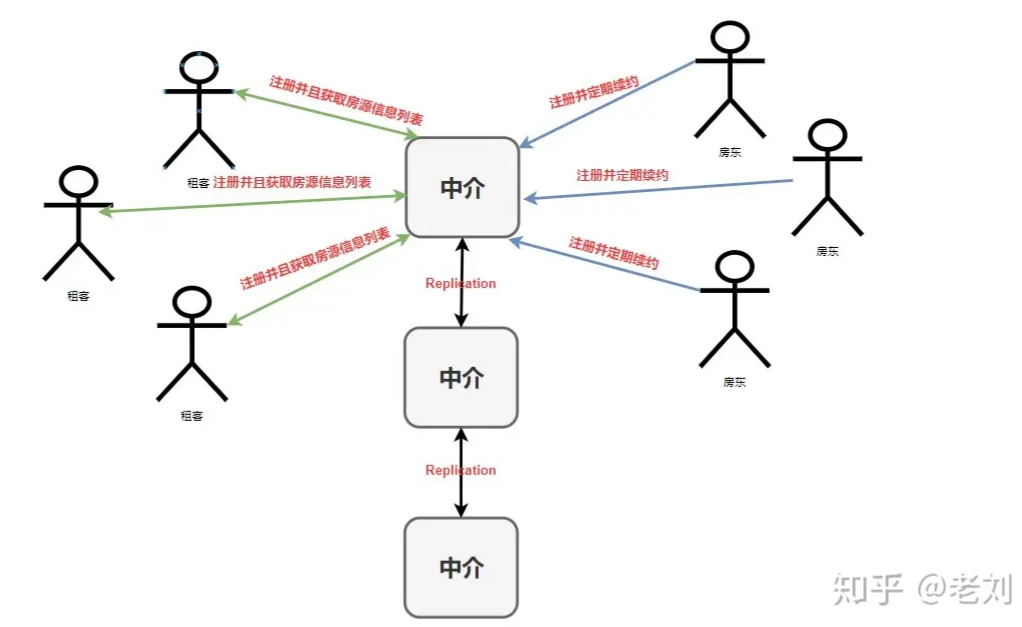 注册并且获取房源信息列表
注册并定期续约
房东
租客
注册并且获取房源信息列表
中介
注册并定期续约
房东
租客
注册并且获取房源信息列表
注册并定期续约
Replication
房东
租客
中介
Replication
中介
知乎 @老刘